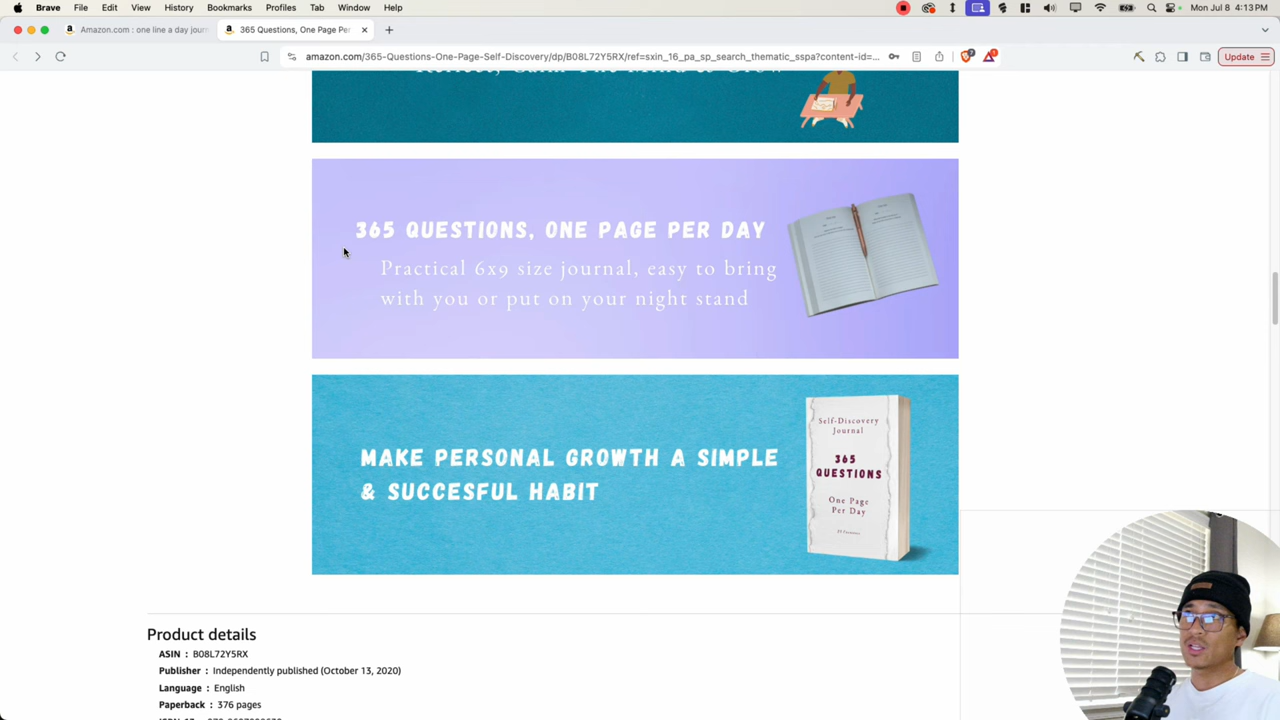 Brave File Edit View History Bookmarks Profiles Tab Window Help Mon Jul 8 4:13 PM
Amazon.com : one line a day jour
365 Questions, One Page Per
amazon.com/365-Questions-One-Page-Self-Discovery/dp/B08L72Y5RX/ref=sxin_16_pa_sp_search_thematic_sspa?content-id=...
Update
365 QUESTIONS, ONE PAGE PER DAY
Practical 6x9 size journal, easy to bring
with you or put on your night stand
MAKE PERSONAL GROWTH A SIMPLE
& SUCCESFUL HABIT
Self-Discovery
Journal
365
QUESTIONS
One Page
Per Day
Product details
ASIN : B08L72Y5RX
Publisher : Independently published (October 13, 2020)
Language : English
Paperback : 376 pages